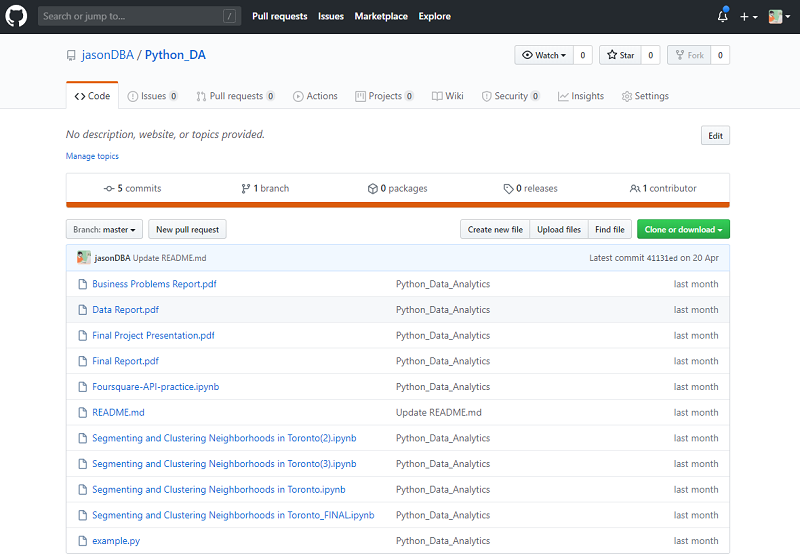 Search or jump to... / Pull requests Issues Marketplace Explore
jasonDBA / Python_DA Watch 0 Star 0 Fork 0
Code Issues 0 Pull requests 0 Actions Projects 0 Wiki Security 0 Insights Settings
No description, website, or topics provided. Edit
Manage topics
5 commits 1 branch 0 packages 0 releases 1 contributor
Branch: master New pull request Create new file Upload files Find file Clone or download
jasonDBA Update README.md Latest commit 41131ed on 20 Apr
Business Problems Report.pdf Python_Data_Analytics last month
Data Report.pdf Python_Data_Analytics last month
Final Project Presentation.pdf Python_Data_Analytics last month
Final Report.pdf Python_Data_Analytics last month
Foursquare-API-practice.ipynb Python_Data_Analytics last month
README.md Update README.md last month
Segmenting and Clustering Neighborhoods in Toronto(2).ipynb Python_Data_Analytics last month
Segmenting and Clustering Neighborhoods in Toronto(3).ipynb Python_Data_Analytics last month
Segmenting and Clustering Neighborhoods in Toronto.ipynb Python_Data_Analytics last month
Segmenting and Clustering Neighborhoods in Toronto_FINAL.ipynb Python_Data_Analytics last month
example.py Python_Data_Analytics last month